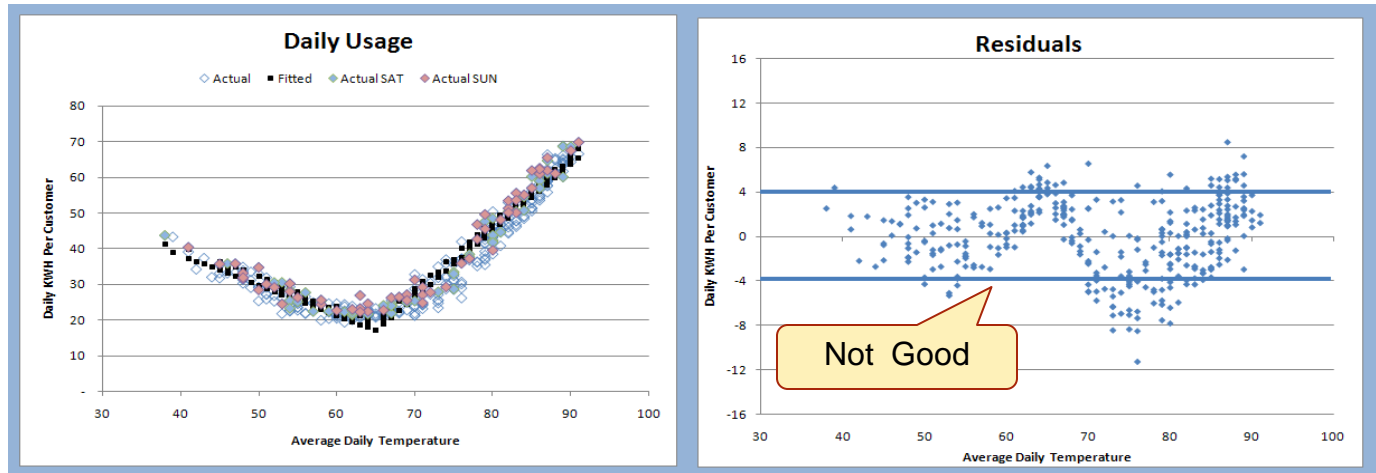 Daily Usage
Actual Fitted Actual SAT Actual SUN
80
70
60
50
40
30
20
10
-
30 40 50 60 70 80 90 100
Daily KWH Per Customer
Average Daily Temperature
Residuals
16
12
8
4
0
-4
-8
-12
-16
30 40 50 60 70 80 90 100
Daily KWH Per Customer
Average Daily Temperature
Not Good